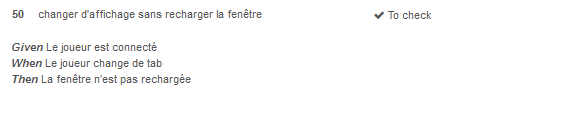 50 changer d'affichage sans recharger la fenêtre To check
Given Le joueur est connecté
When Le joueur change de tab
Then La fenêtre n'est pas rechargée